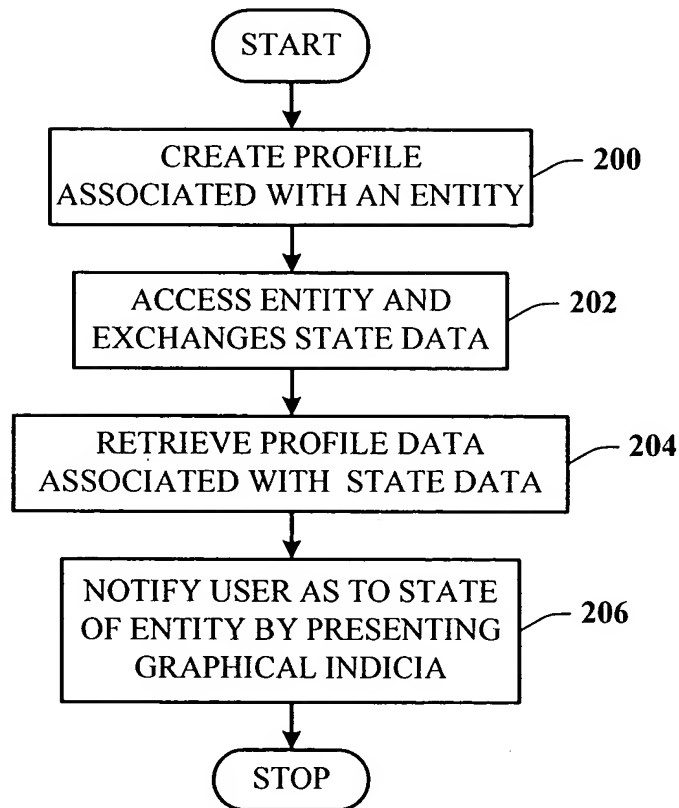 START
CREATE PROFILE
ASSOCIATED WITH AN ENTITY
200
ACCESS ENTITY AND
EXCHANGES STATE DATA
202
RETRIEVE PROFILE DATA
ASSOCIATED WITH STATE DATA
204
NOTIFY USER AS TO STATE
OF ENTITY BY PRESENTING
GRAPHICAL INDICIA
206
STOP